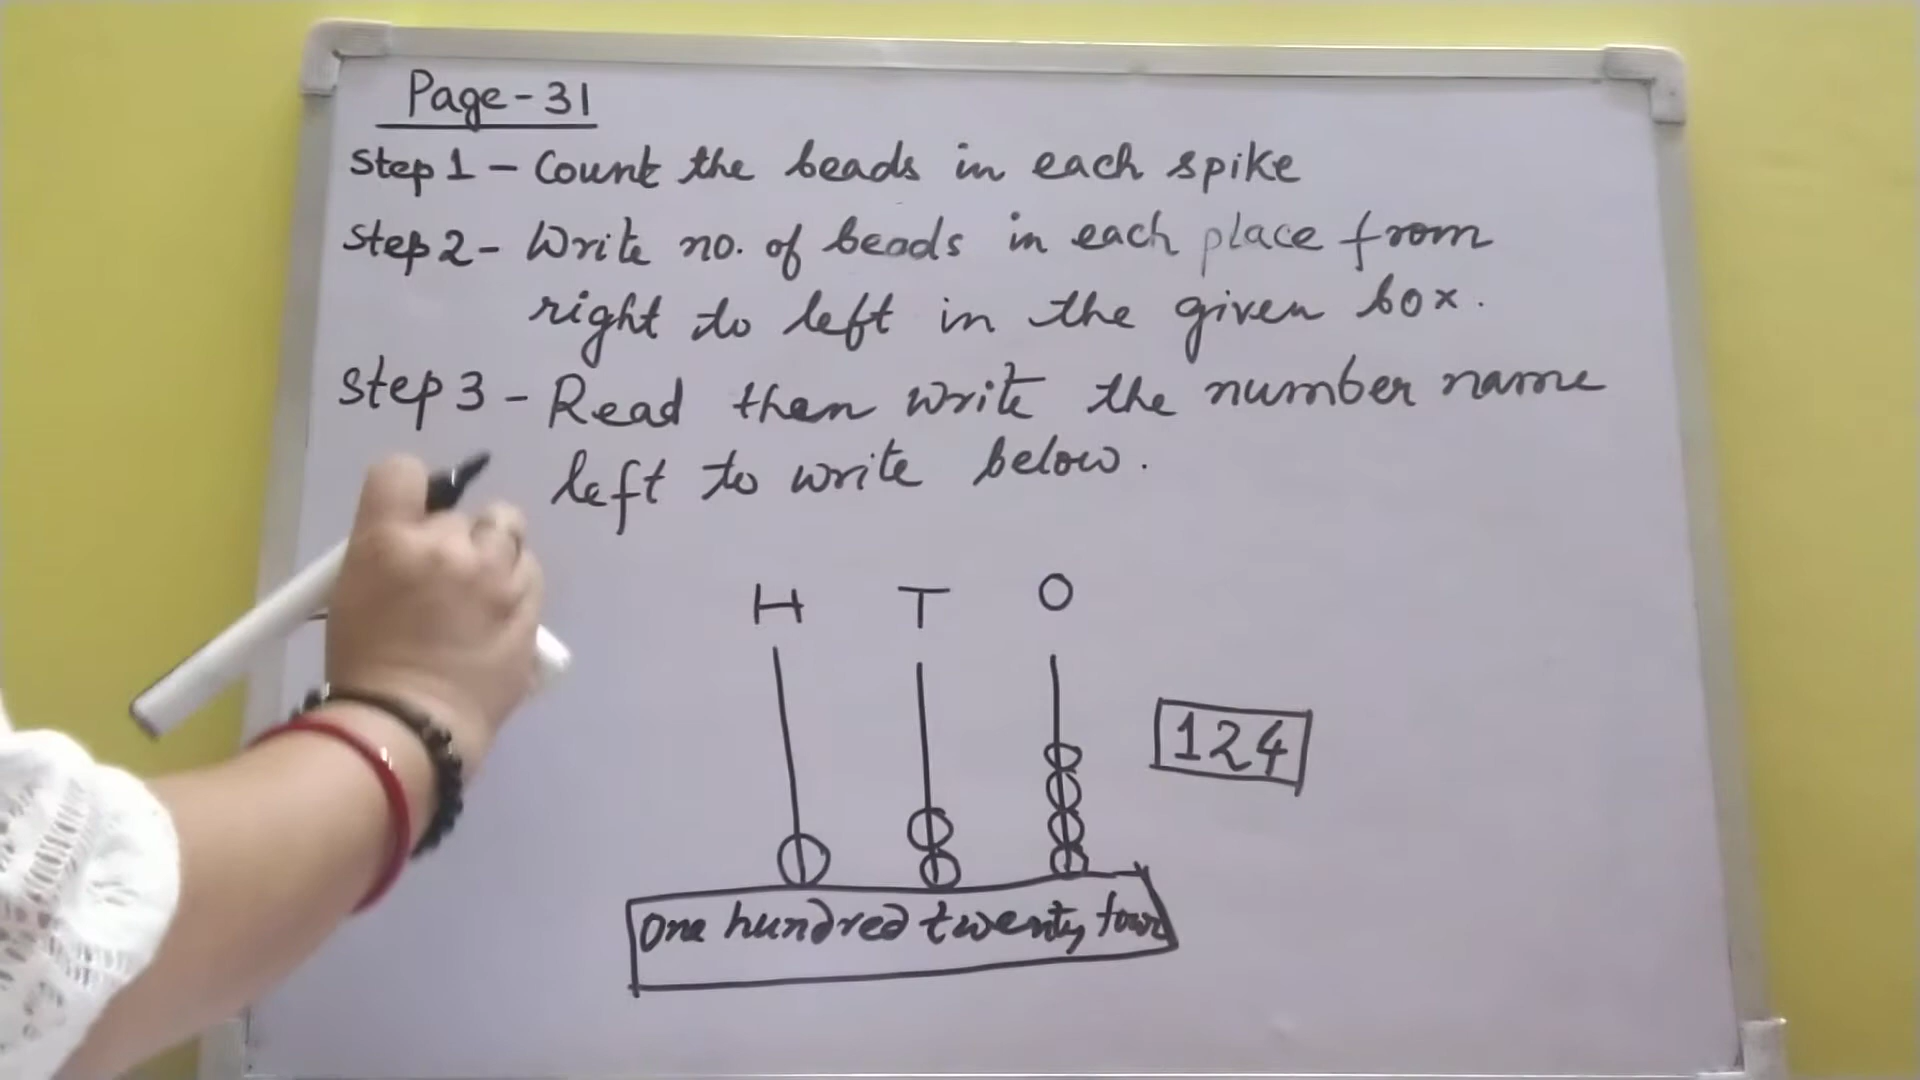 Page-31
Step 1 - Count the beads in each spike
Step 2 - Write no. of beads in each place from
right to left in the given box.
Step 3 - Read then write the number name
left to write below.
H T O
124
One hundred twenty four